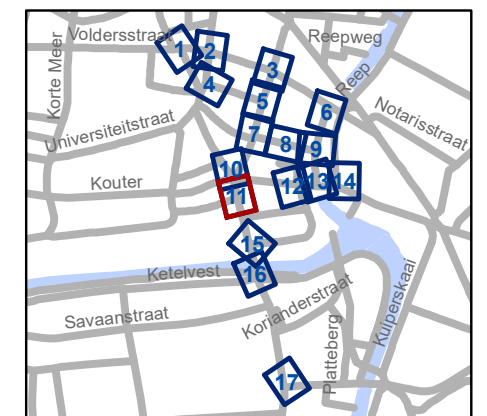 Voldersstraat
Reepweg
Korte Meer
1
2
3
4
Reep
5
6
Notarisstraat
Universiteitstraat
7
8
9
10
Kouter
11
12
13
14
15
Ketelvest
16
Koriandertraat
Savaanstraat
Platteberg
Kuiperskaai
17